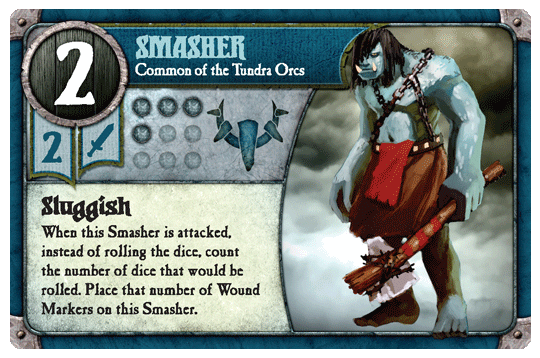 2
SMASHER
Common of the Tundra Orcs
2
Sluggish
When this Smasher is attacked,
instead of rolling the dice, count
the number of dice that would be
rolled. Place that number of Wound
Markers on this Smasher.